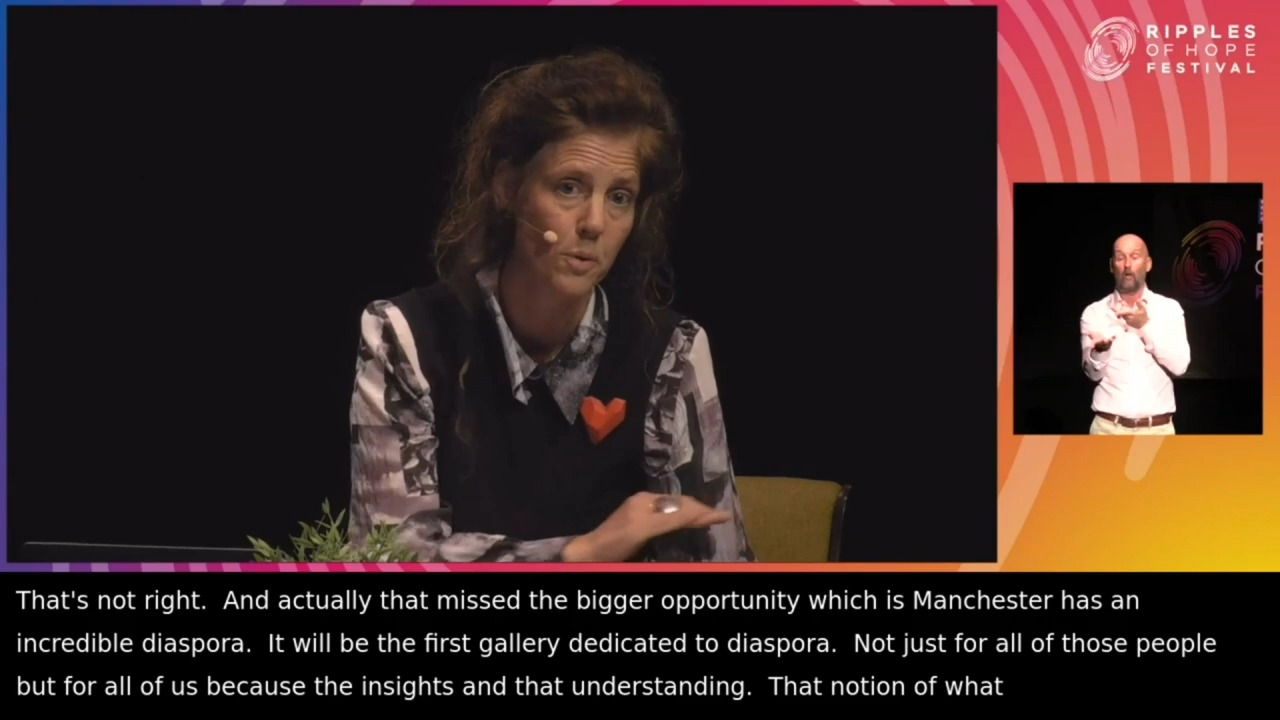 RIPPLES
OF HOPE
FESTIVAL
That's not right.  And actually that missed the bigger opportunity which is Manchester has an
incredible diaspora.  It will be the first gallery dedicated to diaspora.  Not just for all of those people
but for all of us because the insights and that understanding.  That notion of what